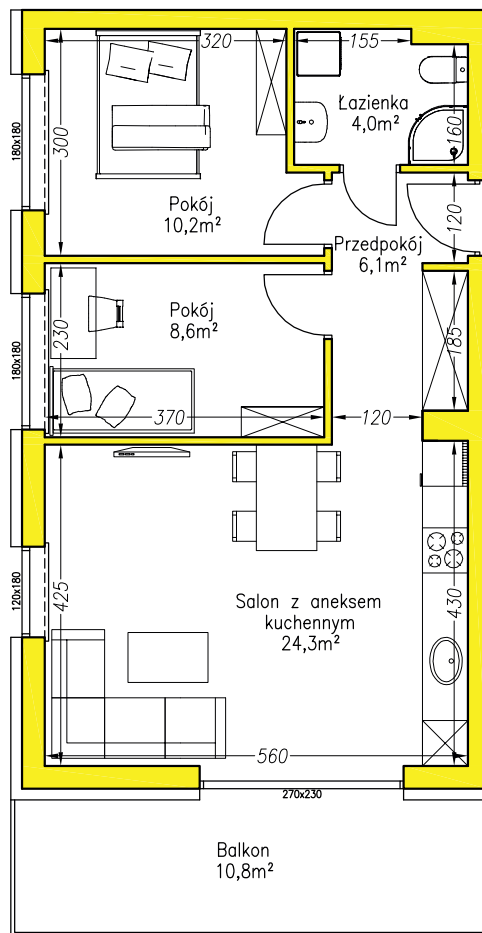 320
155
180x180
300
Pokój
10,2m²
Łazienka
4,0m²
160
120
Przedpokój
6,1m²
180x180
230
Pokój
8,6m²
185
370
120
120x180
425
430
Salon z aneksem
kuchennym
24,3m²
560
270x230
Balkon
10,8m²